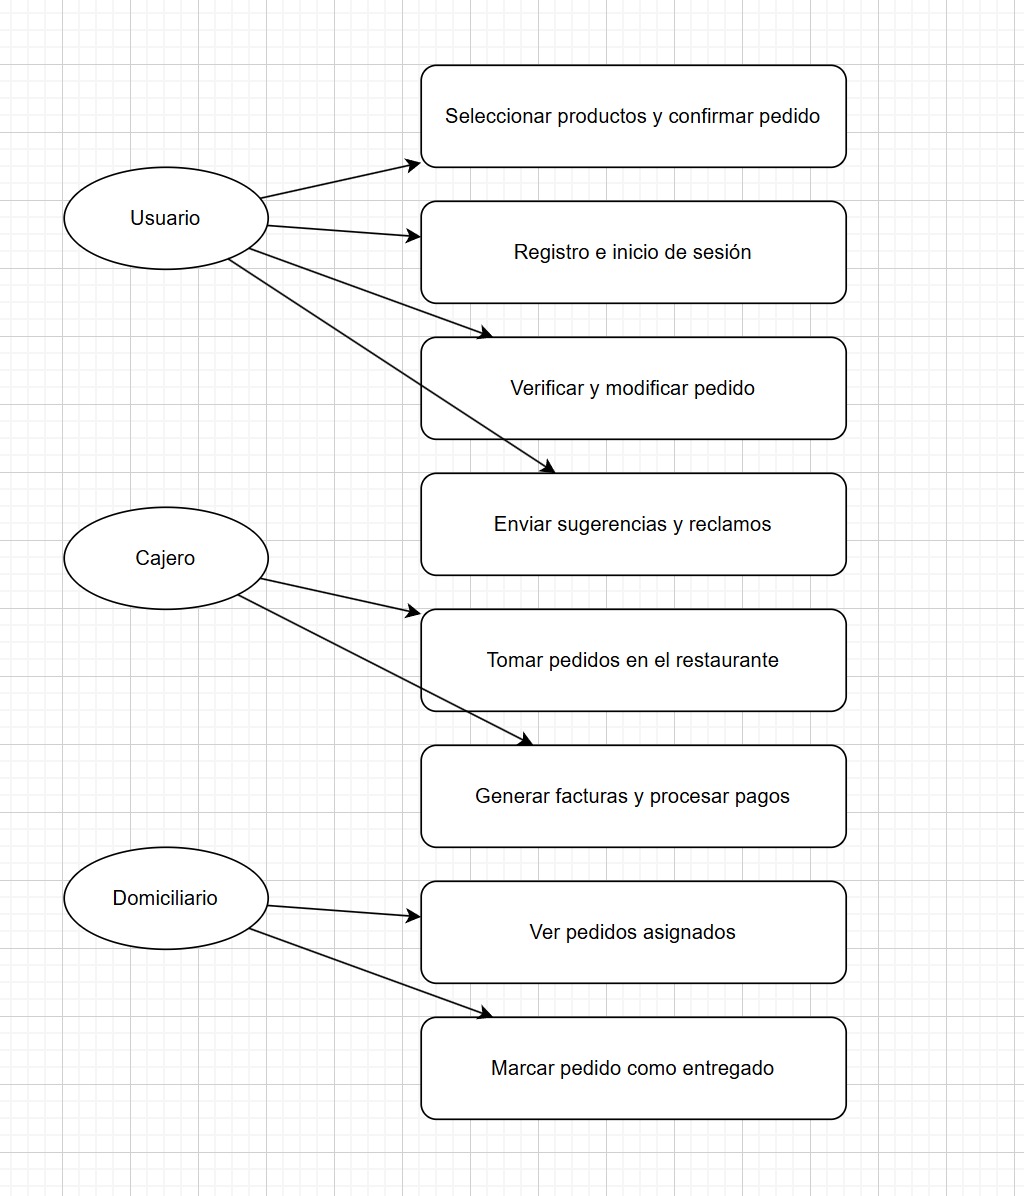 Seleccionar productos y confirmar pedido
Usuario
Registro e inicio de sesión
Verificar y modificar pedido
Enviar sugerencias y reclamos
Cajero
Tomar pedidos en el restaurante
Generar facturas y procesar pagos
Domiciliario
Ver pedidos asignados
Marcar pedido como entregado